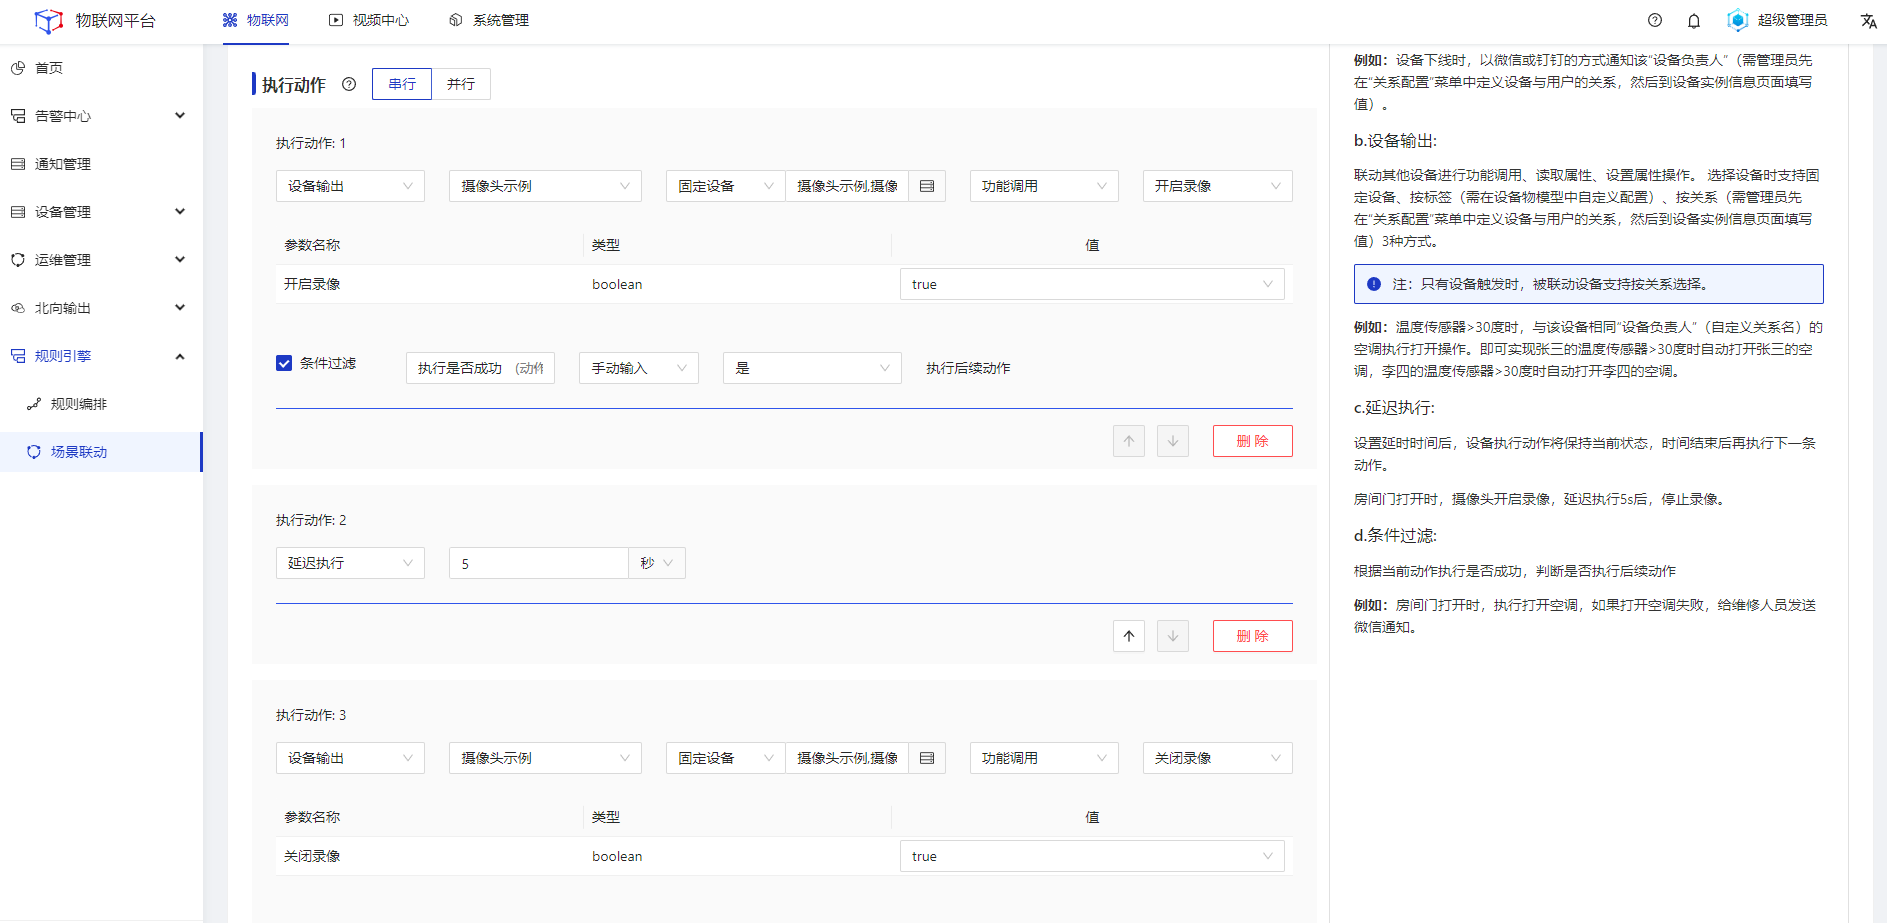 物联网平台
物联网
视频中心
系统管理
超级管理员
首页
告警中心
通知管理
设备管理
运维管理
北向输出
规则引擎
规则编排
场景联动
执行动作 串行 并行
执行动作: 1
设备输出 摄像头示例 固定设备 摄像头示例,摄像 功能调用 开启录像
参数名称 类型 值
开启录像 boolean true
条件过滤 执行是否成功 (动作 手动输入 是 执行后续动作
删 除
执行动作: 2
延迟执行 5 秒
删 除
执行动作: 3
设备输出 摄像头示例 固定设备 摄像头示例,摄像 功能调用 关闭录像
参数名称 类型 值
关闭录像 boolean true
例如：设备下线时，以微信或钉钉的方式通知该“设备负责人”（需管理员先
在“关系配置”菜单中定义设备与用户的关系，然后到设备实例信息页面填写
值）。
b.设备输出:
联动其他设备进行功能调用、读取属性、设置属性操作。 选择设备时支持固
定设备、按标签（需在设备物模型中自定义配置）、按关系（需管理员先
在“关系配置”菜单中定义设备与用户的关系，然后到设备实例信息页面填写
值）3种方式。
注：只有设备触发时，被联动设备支持按关系选择。
例如：温度传感器>30度时，与该设备相同“设备负责人”（自定义关系名）的
空调执行打开操作。即可实现张三的温度传感器>30度时自动打开张三的空
调，李四的温度传感器>30度时自动打开李四的空调。
c.延迟执行:
设置延时时间后，设备执行动作将保持当前状态，时间结束后再执行下一条
动作。
房间门打开时，摄像头开启录像，延迟执行5s后，停止录像。
d.条件过滤:
根据当前动作执行是否成功，判断是否执行后续动作
例如：房间门打开时，执行打开空调，如果打开空调失败，给维修人员发送
微信通知。